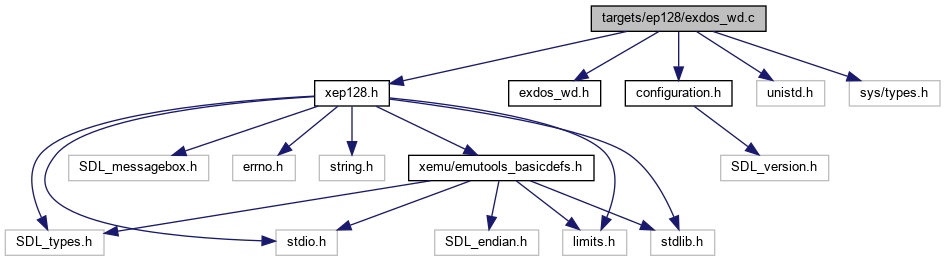 targets/ep128/exdos_wd.c
xep128.h
exdos_wd.h
configuration.h
unistd.h
sys/types.h
SDL_messagebox.h
errno.h
string.h
xemu/emutools_basicdefs.h
SDL_version.h
SDL_types.h
stdio.h
SDL_endian.h
limits.h
stdlib.h